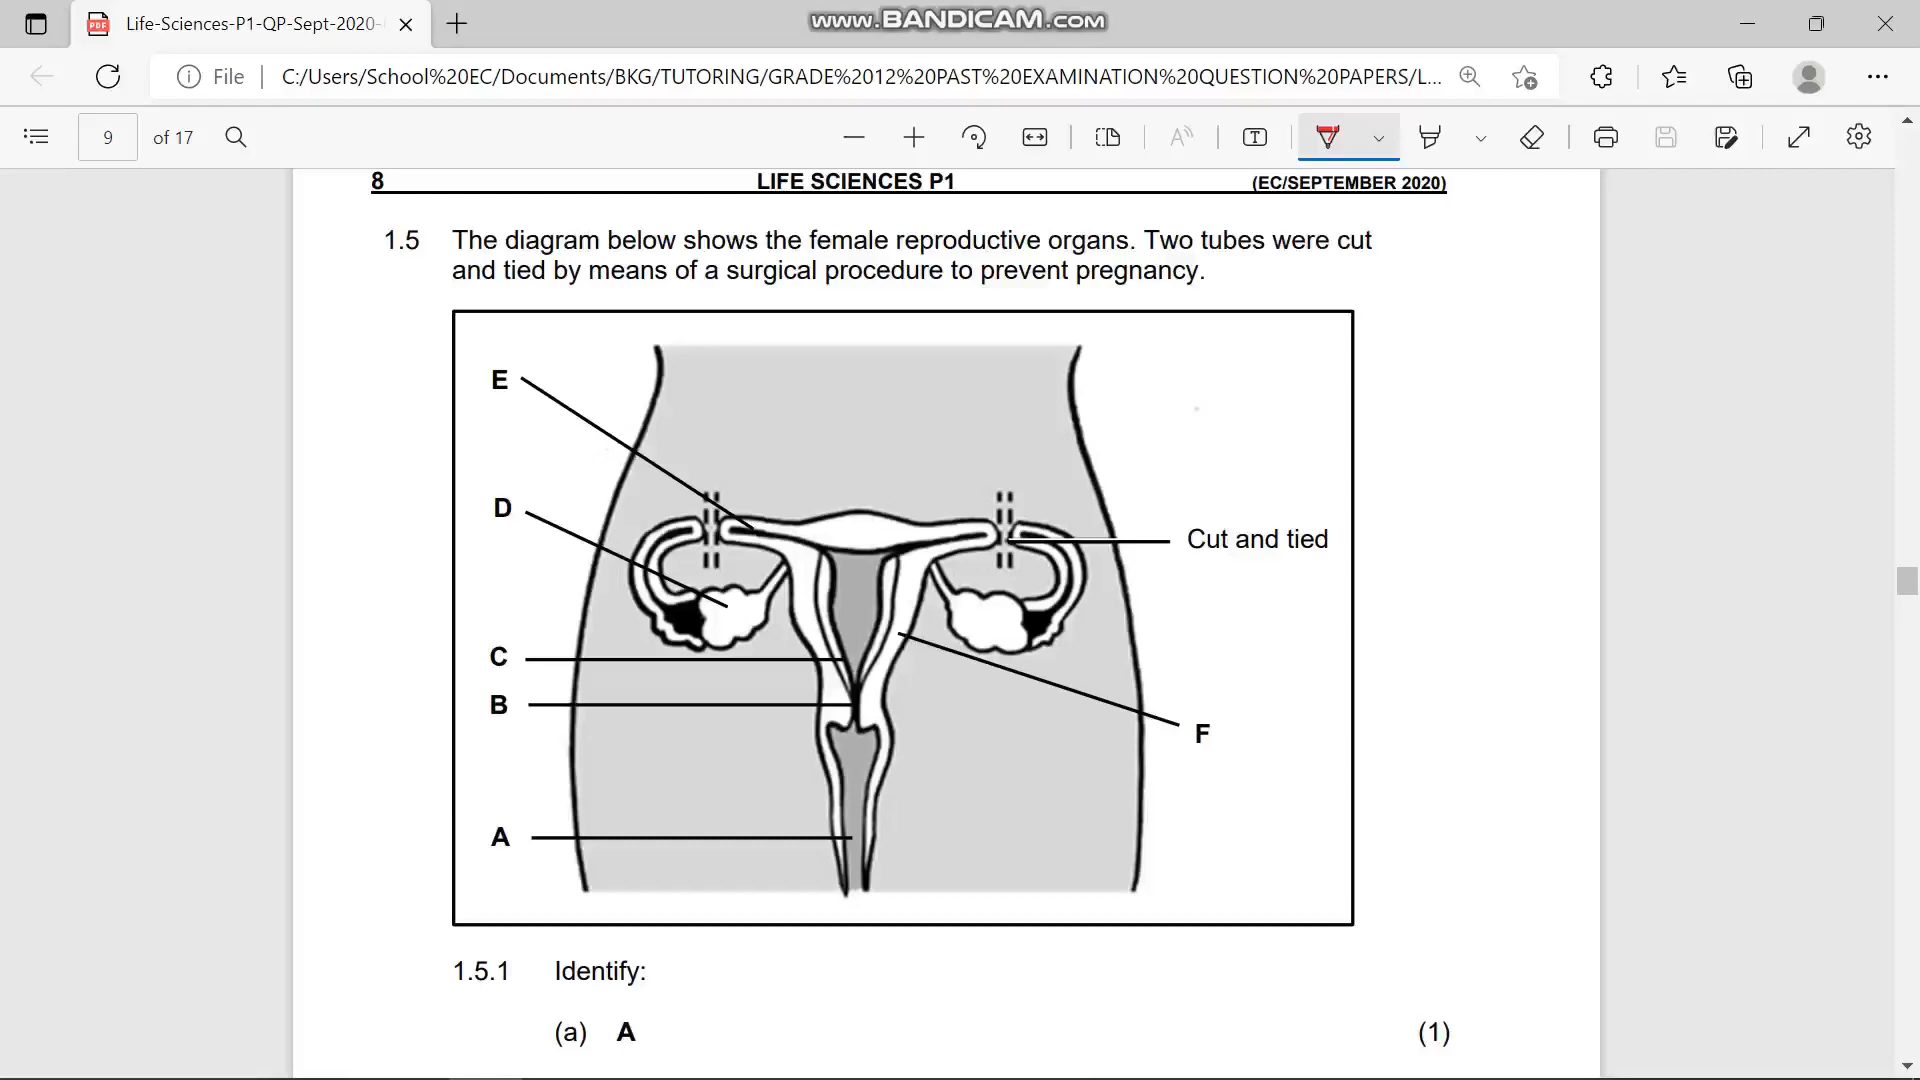 Life-Sciences-P1-QP-Sept-2020-
www.BANDICAM.com
File
C:/Users/School%20EC/Documents/BKG/TUTORING/GRADE%2012%20PAST%20EXAMINATION%20QUESTION%20PAPERS/L...
9 of 17
8 LIFE SCIENCES P1 (EC/SEPTEMBER 2020)
1.5 The diagram below shows the female reproductive organs. Two tubes were cut
and tied by means of a surgical procedure to prevent pregnancy.
E
D
Cut and tied
C
B
F
A
1.5.1 Identify:
(a) A (1)